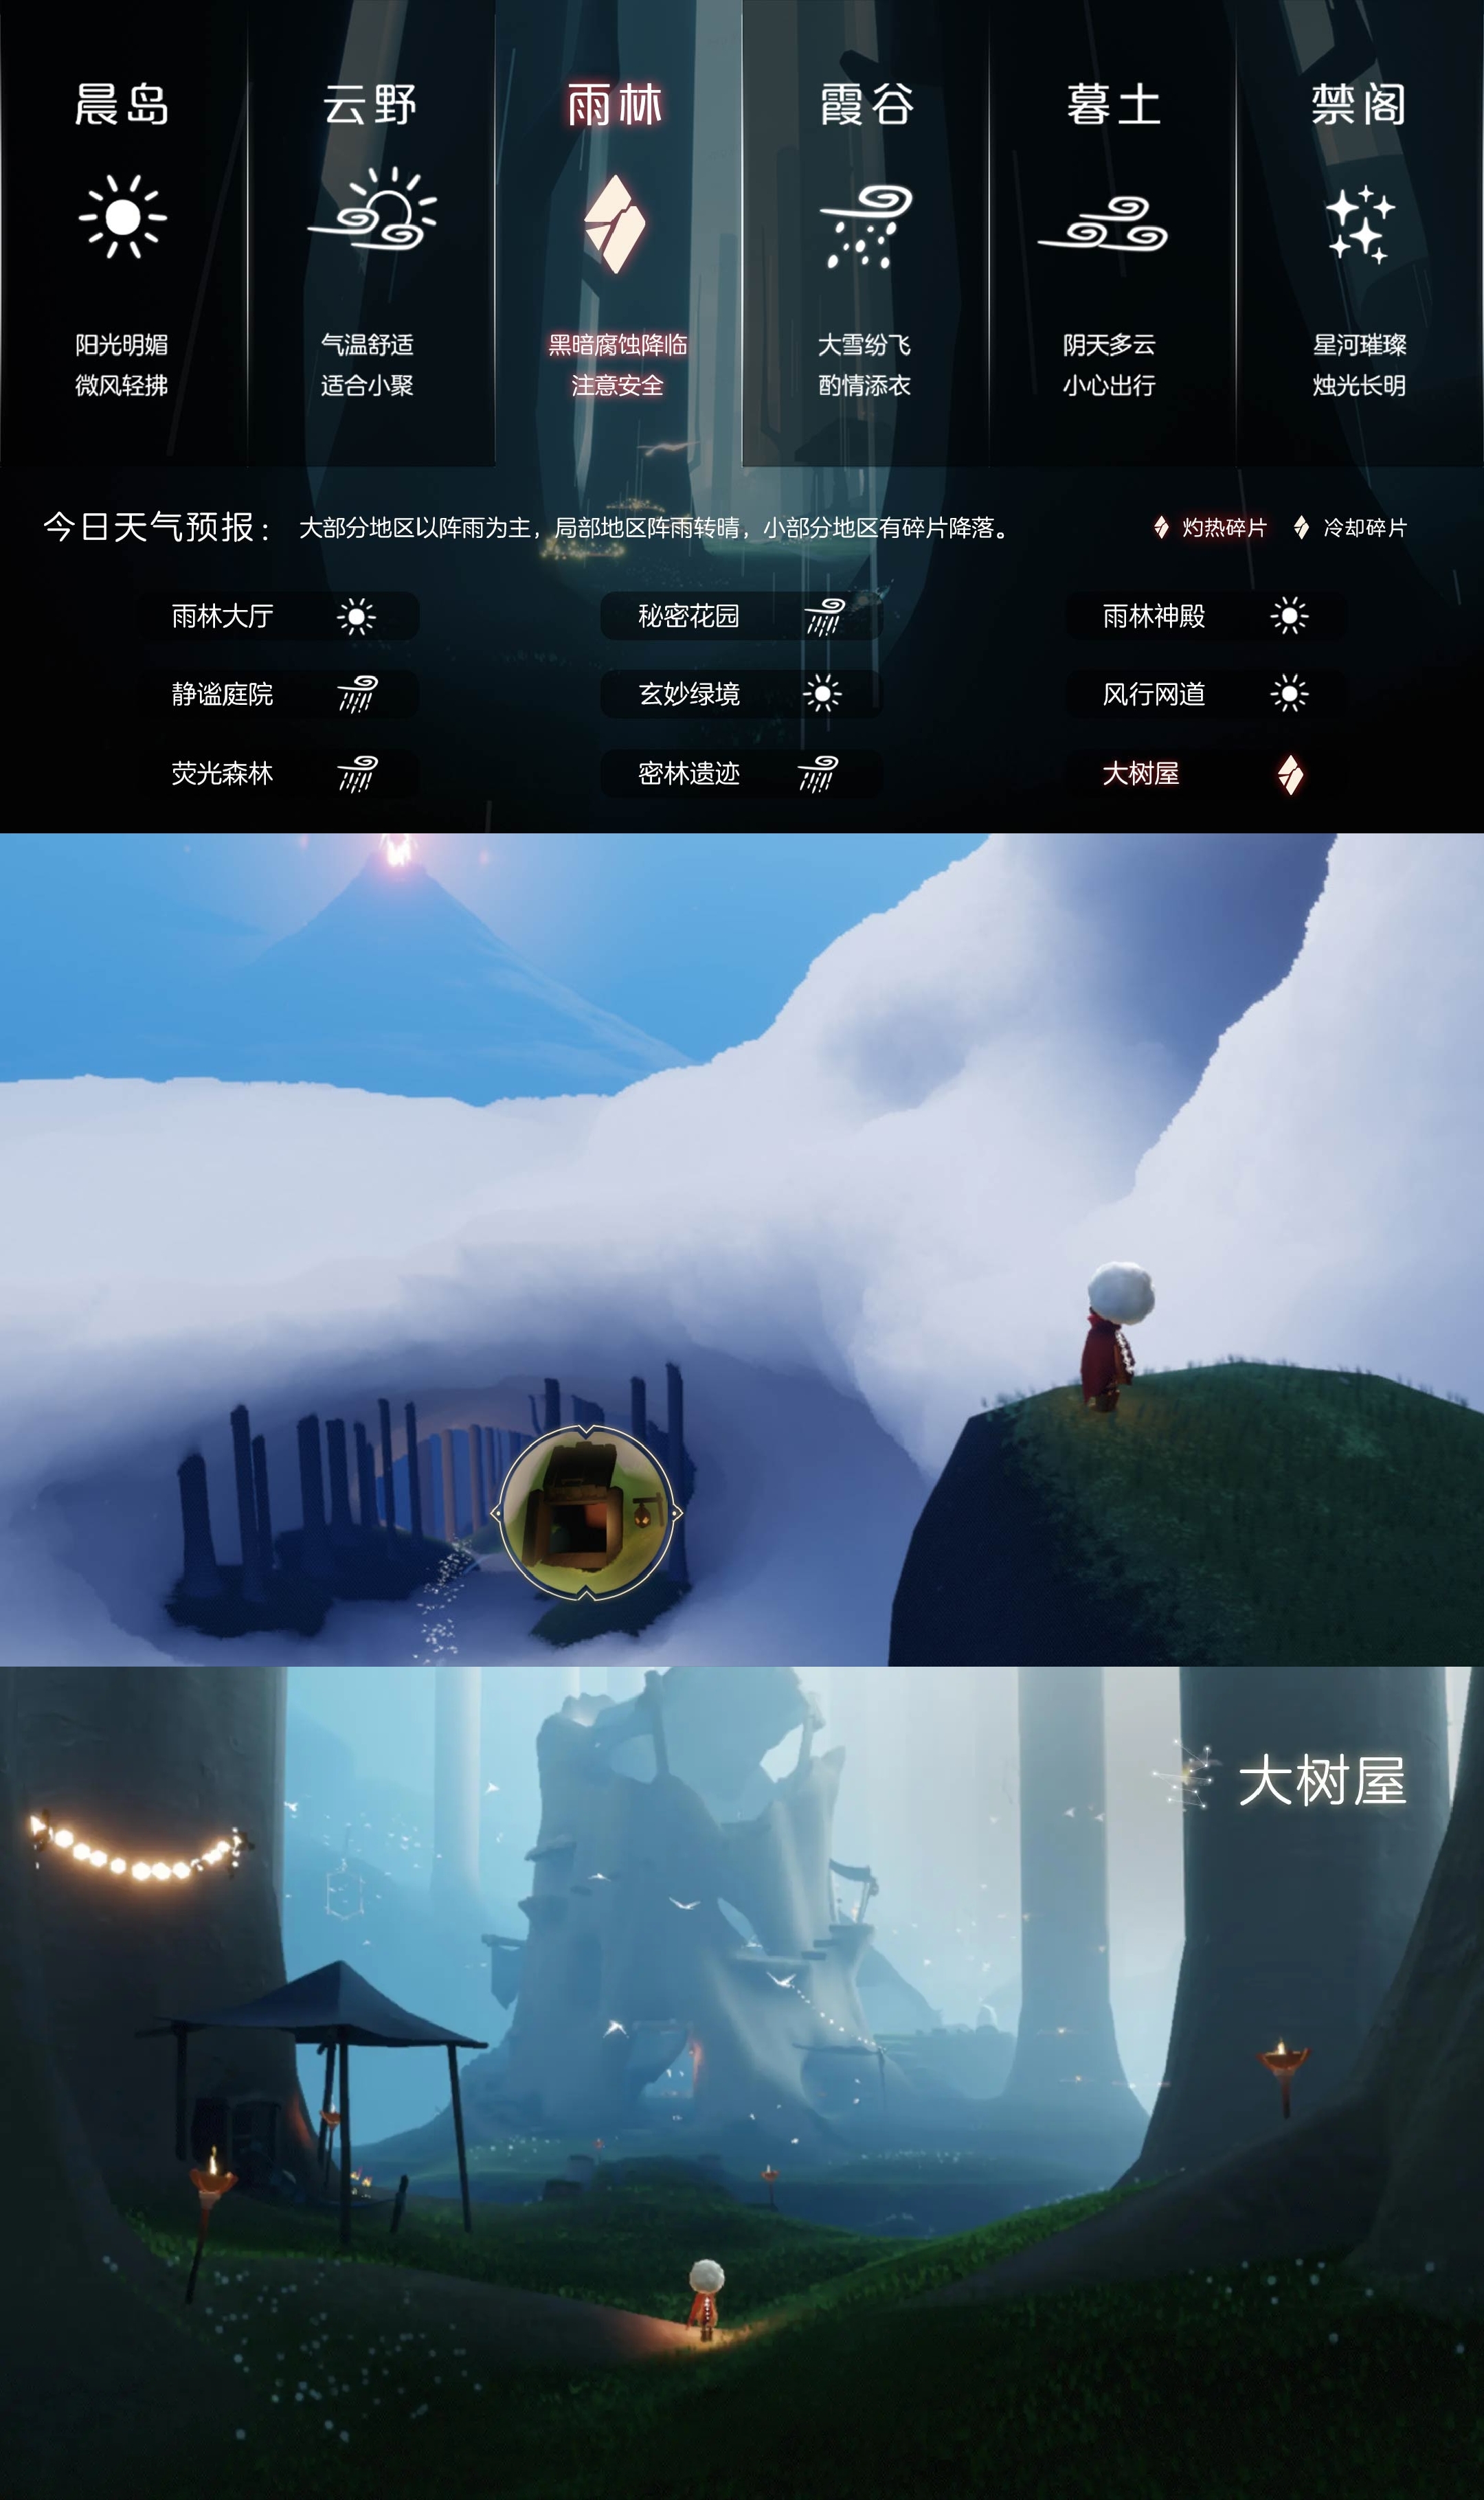 晨岛
云野
雨林
霞谷
暮土
禁阁
阳光明媚
微风轻拂
气温舒适
适合小聚
黑暗腐蚀降临
注意安全
大雪纷飞
酌情添衣
阴天多云
小心出行
星河璀璨
烛光长明
今日天气预报：大部分地区以阵雨为主，局部地区阵雨转晴，小部分地区有碎片降落。
灼热碎片 冷却碎片
雨林大厅 秘密花园 雨林神殿
静谧庭院 玄妙绿境 风行网道
荧光森林 密林遗迹 大树屋
大树屋